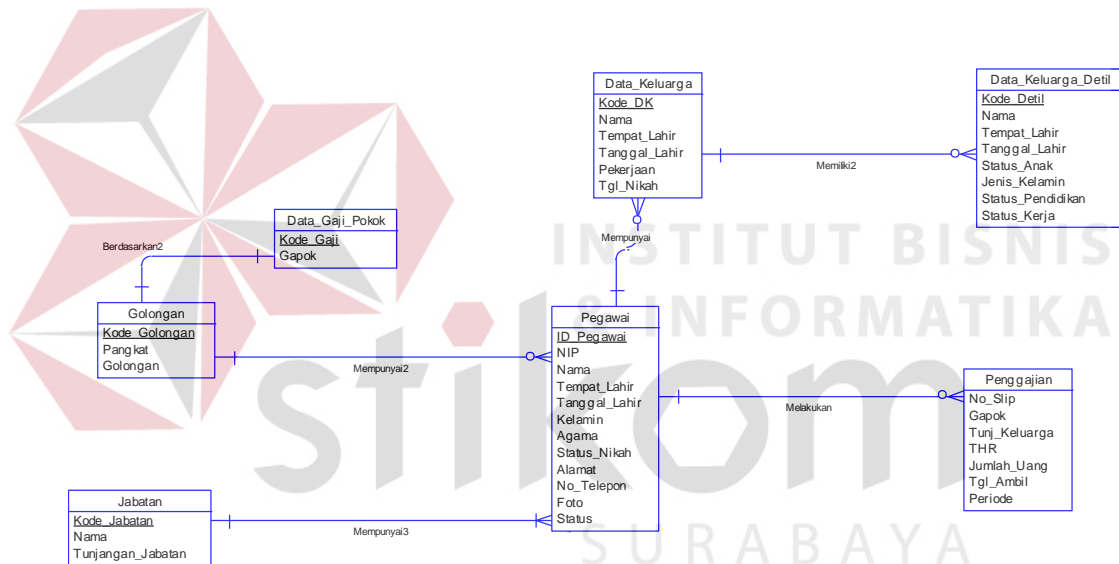 Data_Keluarga
Kode_DK
Nama
Tempat_Lahir
Tanggal_Lahir
Pekerjaan
Tgl_Nikah
Data_Keluarga_Detil
Kode_Detil
Nama
Tempat_Lahir
Tanggal_Lahir
Status_Anak
Jenis_Kelamin
Status_Pendidikan
Status_Kerja
Memiliki2
Data_Gaji_Pokok
Kode_Gaji
Gapok
Berdasarkan2
Mempunyai
INSTITUT BISNIS
& INFORMATIKA
stikom
SURABAYA
Golongan
Kode_Golongan
Pangkat
Golongan
Mempunyai2
Pegawai
ID_Pegawai
NIP
Nama
Tempat_Lahir
Tanggal_Lahir
Kelamin
Agama
Status_Nikah
Alamat
No_Telepon
Foto
Status
Melakukan
Penggajian
No_Slip
Gapok
Tunj_Keluarga
THR
Jumlah_Uang
Tgl_Ambil
Periode
Jabatan
Kode_Jabatan
Nama
Tunjangan_Jabatan
Mempunyai3